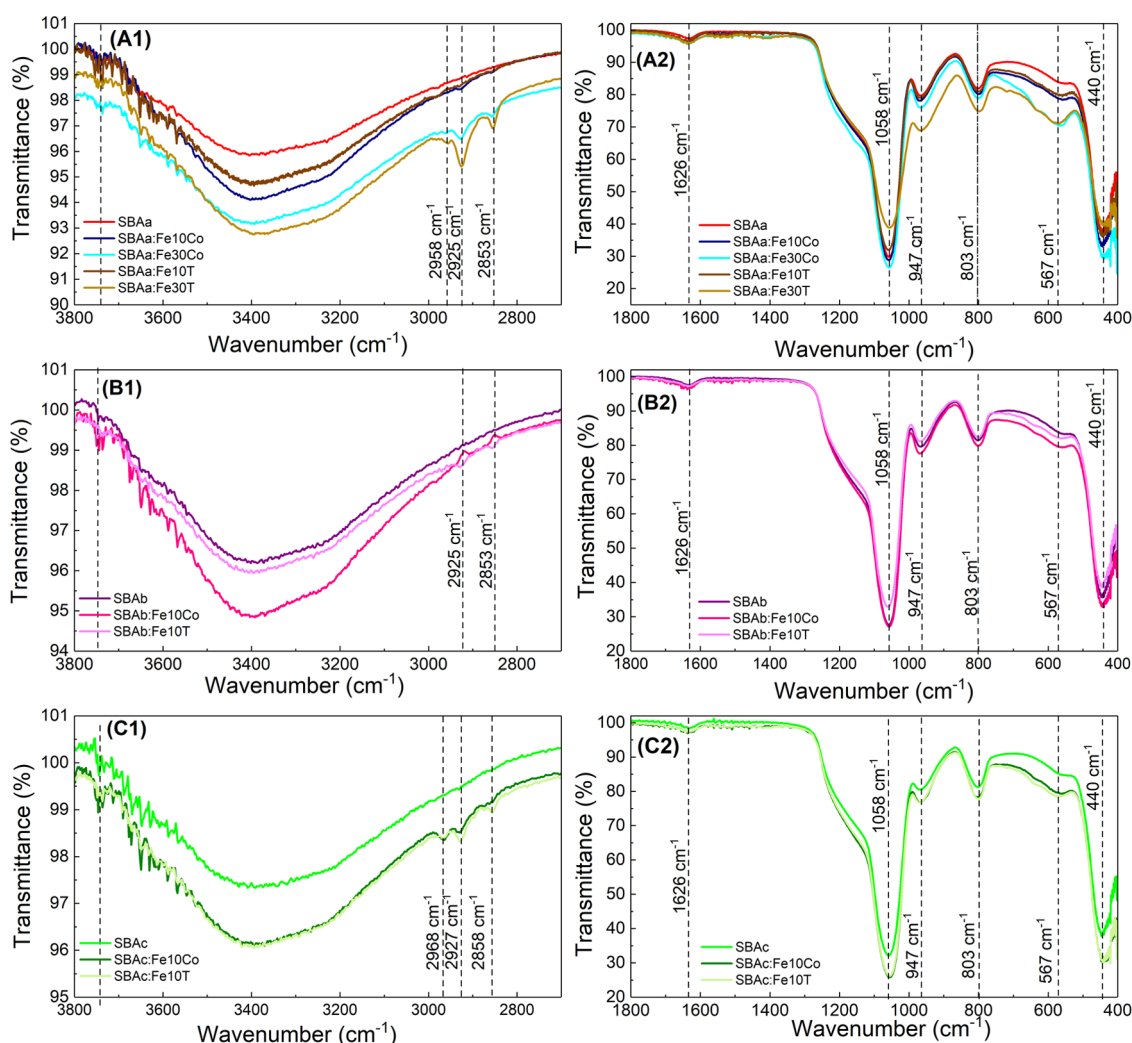 (A1)
Transmittance (%)
101
100
99
98
97
96
95
94
93
92
91
90
SBAa
SBAa:Fe10Co
SBAa:Fe30Co
SBAa:Fe10T
SBAa:Fe30T
2958 cm⁻¹
2925 cm⁻¹
2853 cm⁻¹
3800 3600 3400 3200 3000 2800
Wavenumber (cm⁻¹)
(A2)
Transmittance (%)
100
90
80
70
60
50
40
30
20
1626 cm⁻¹
1058 cm⁻¹
947 cm⁻¹
803 cm⁻¹
567 cm⁻¹
440 cm⁻¹
SBAa
SBAa:Fe10Co
SBAa:Fe30Co
SBAa:Fe10T
SBAa:Fe30T
1800 1600 1400 1200 1000 800 600 400
Wavenumber (cm⁻¹)
(B1)
Transmittance (%)
101
100
99
98
97
96
95
94
SBAb
SBAb:Fe10Co
SBAb:Fe10T
2925 cm⁻¹
2853 cm⁻¹
3800 3600 3400 3200 3000 2800
Wavenumber (cm⁻¹)
(B2)
Transmittance (%)
100
90
80
70
60
50
40
30
20
1626 cm⁻¹
1058 cm⁻¹
947 cm⁻¹
803 cm⁻¹
567 cm⁻¹
440 cm⁻¹
SBAb
SBAb:Fe10Co
SBAb:Fe10T
1800 1600 1400 1200 1000 800 600 400
Wavenumber (cm⁻¹)
(C1)
Transmittance (%)
101
100
99
98
97
96
95
SBAc
SBAc:Fe10Co
SBAc:Fe10T
2968 cm⁻¹
2927 cm⁻¹
2858 cm⁻¹
3800 3600 3400 3200 3000 2800
Wavenumber (cm⁻¹)
(C2)
Transmittance (%)
100
90
80
70
60
50
40
30
20
1626 cm⁻¹
1058 cm⁻¹
947 cm⁻¹
803 cm⁻¹
567 cm⁻¹
440 cm⁻¹
SBAc
SBAc:Fe10Co
SBAc:Fe10T
1800 1600 1400 1200 1000 800 600 400
Wavenumber (cm⁻¹)